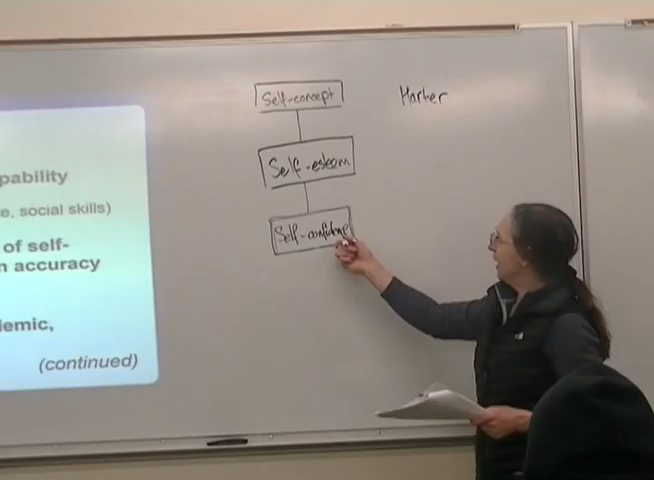 Self-concept
Harter
Self-esteem
Self-confidence
pability
e, social skills)
of self-
n accuracy
demic,
(continued)